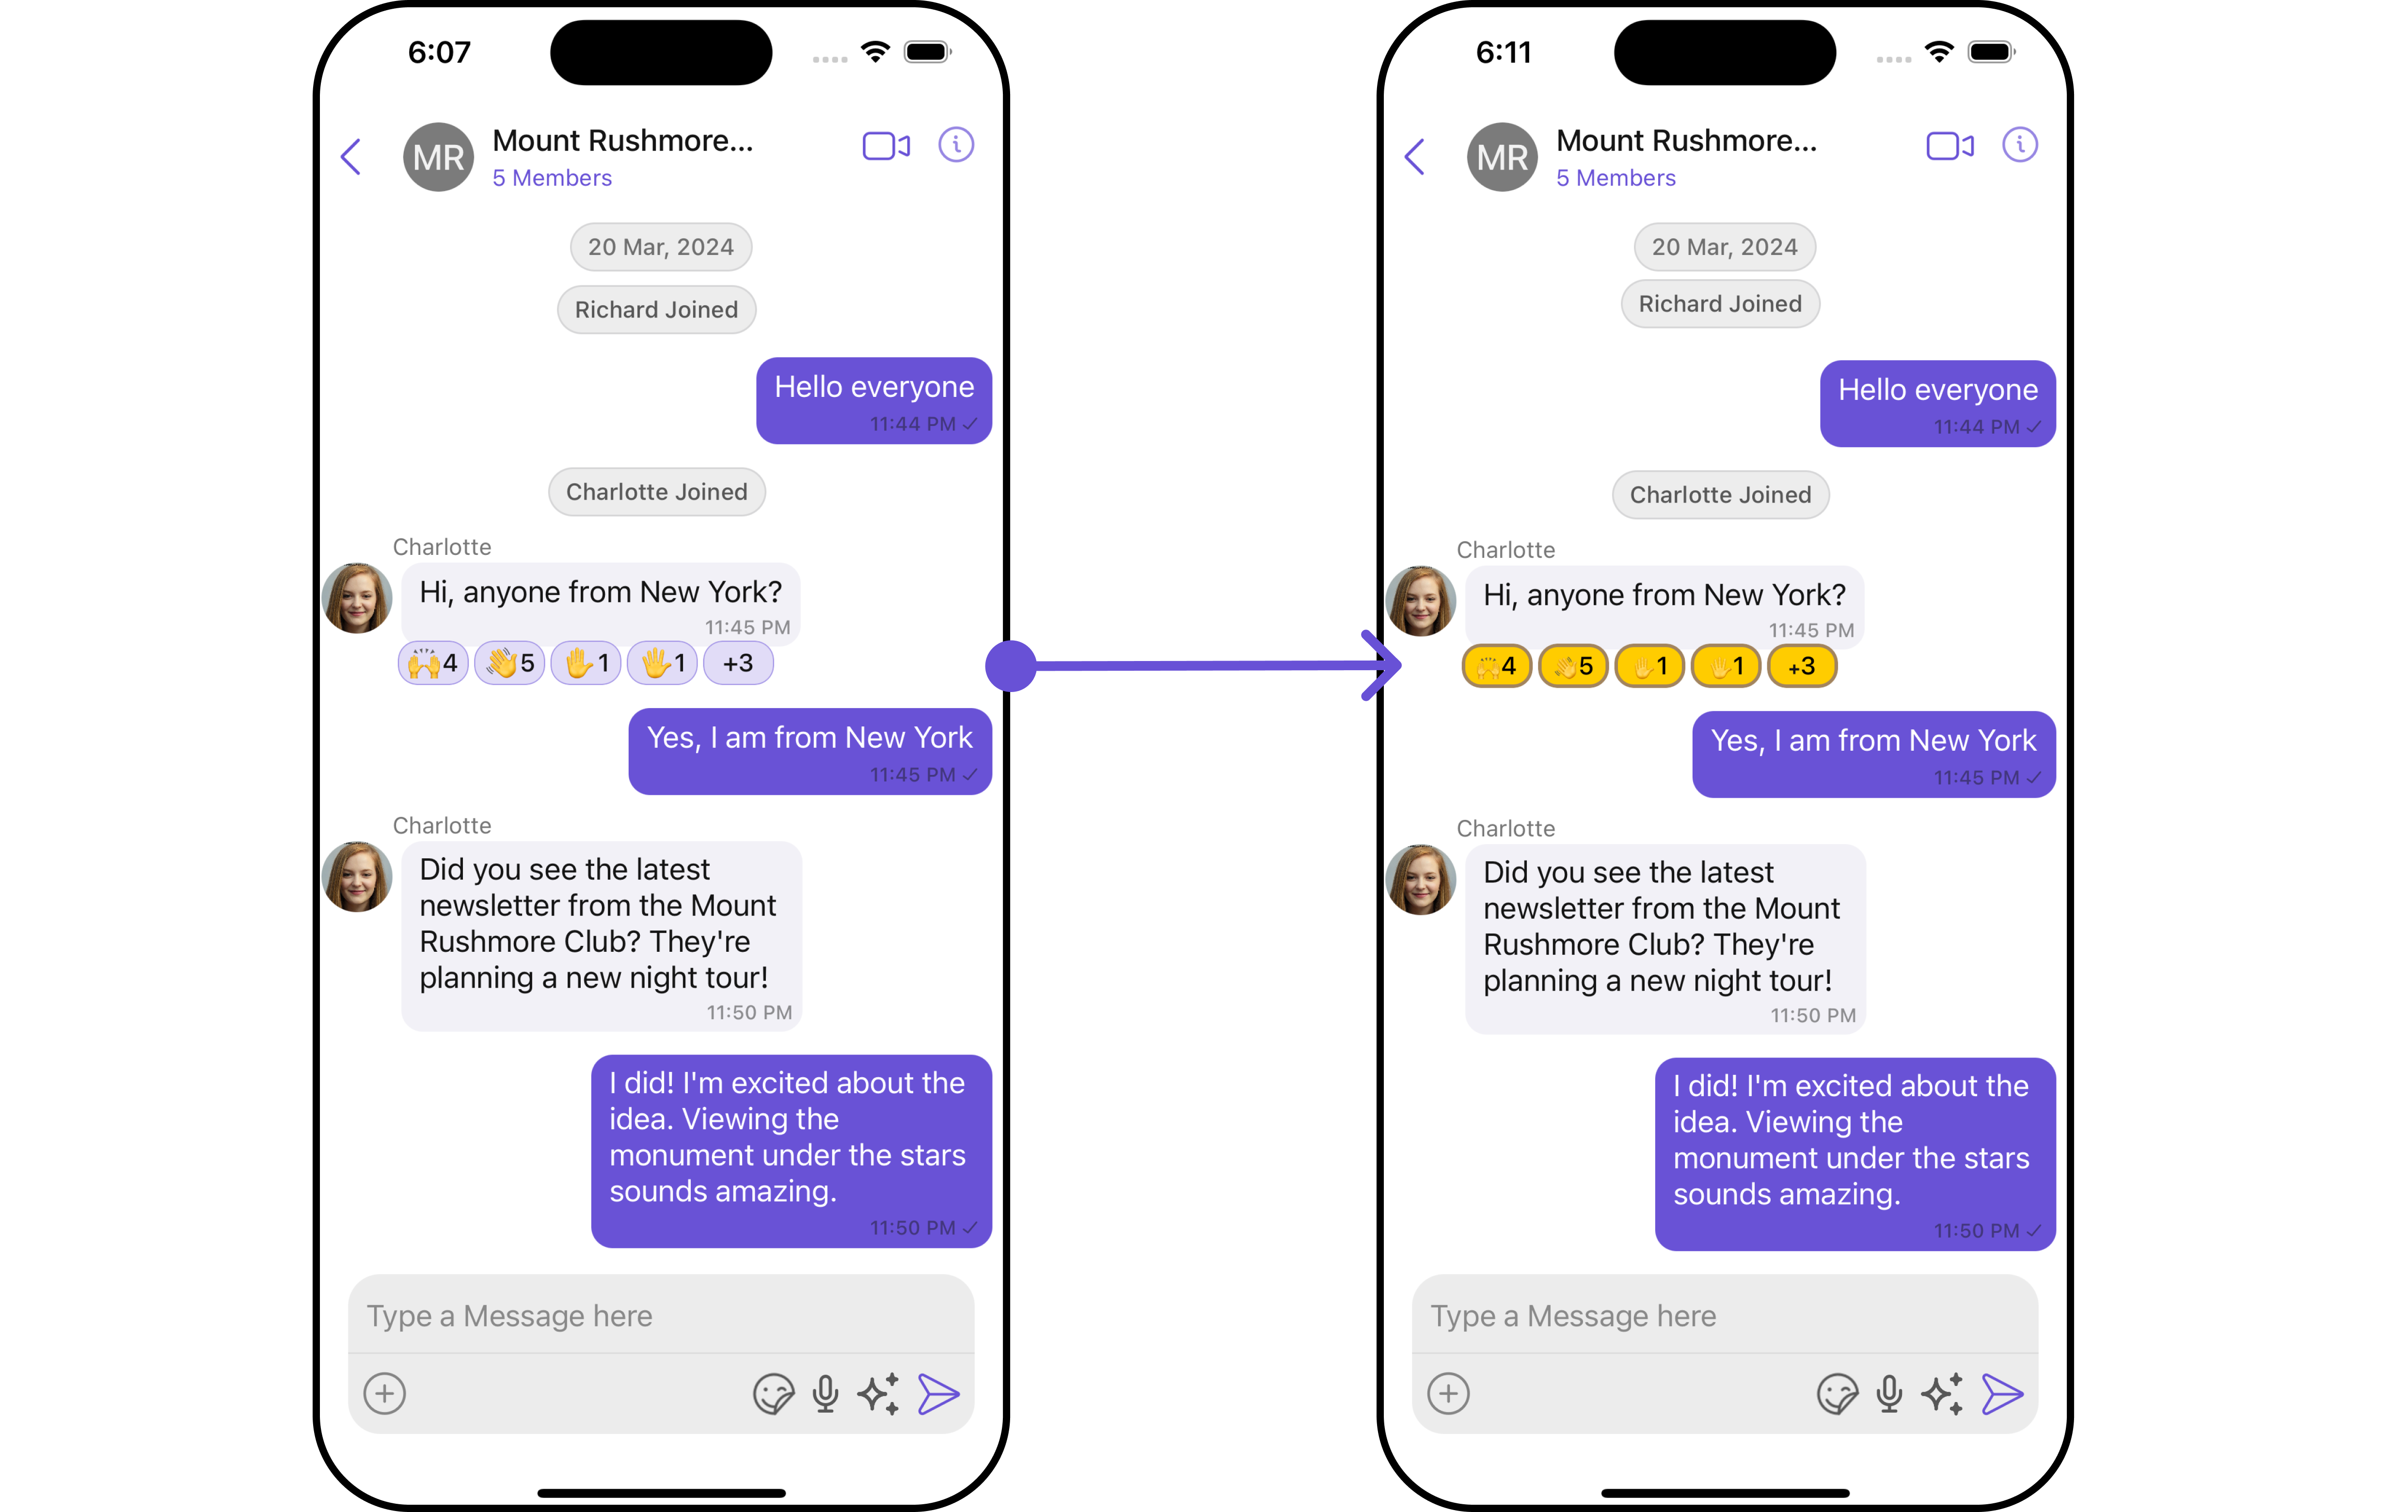 6:07
MR
Mount Rushmore...
5 Members
20 Mar, 2024
Richard Joined
Hello everyone
11:44 PM
Charlotte Joined
Charlotte
Hi, anyone from New York?
11:45 PM
4 5 1 1 +3
Yes, I am from New York
11:45 PM
Charlotte
Did you see the latest
newsletter from the Mount
Rushmore Club? They're
planning a new night tour!
11:50 PM
I did! I'm excited about the
idea. Viewing the
monument under the stars
sounds amazing.
11:50 PM
Type a Message here
6:11
MR
Mount Rushmore...
5 Members
20 Mar, 2024
Richard Joined
Hello everyone
11:44 PM
Charlotte Joined
Charlotte
Hi, anyone from New York?
11:45 PM
4 5 1 1 +3
Yes, I am from New York
11:45 PM
Charlotte
Did you see the latest
newsletter from the Mount
Rushmore Club? They're
planning a new night tour!
11:50 PM
I did! I'm excited about the
idea. Viewing the
monument under the stars
sounds amazing.
11:50 PM
Type a Message here